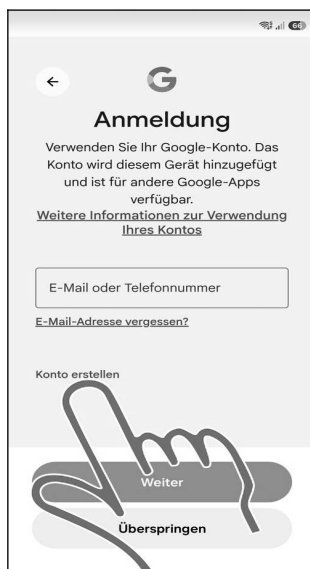 66
G
Anmeldung
Verwenden Sie Ihr Google-Konto. Das
Konto wird diesem Gerät hinzugefügt
und ist für andere Google-Apps
verfügbar.
Weitere Informationen zur Verwendung
Ihres Kontos
E-Mail oder Telefonnummer
E-Mail-Adresse vergessen?
Konto erstellen
Weiter
Überspringen